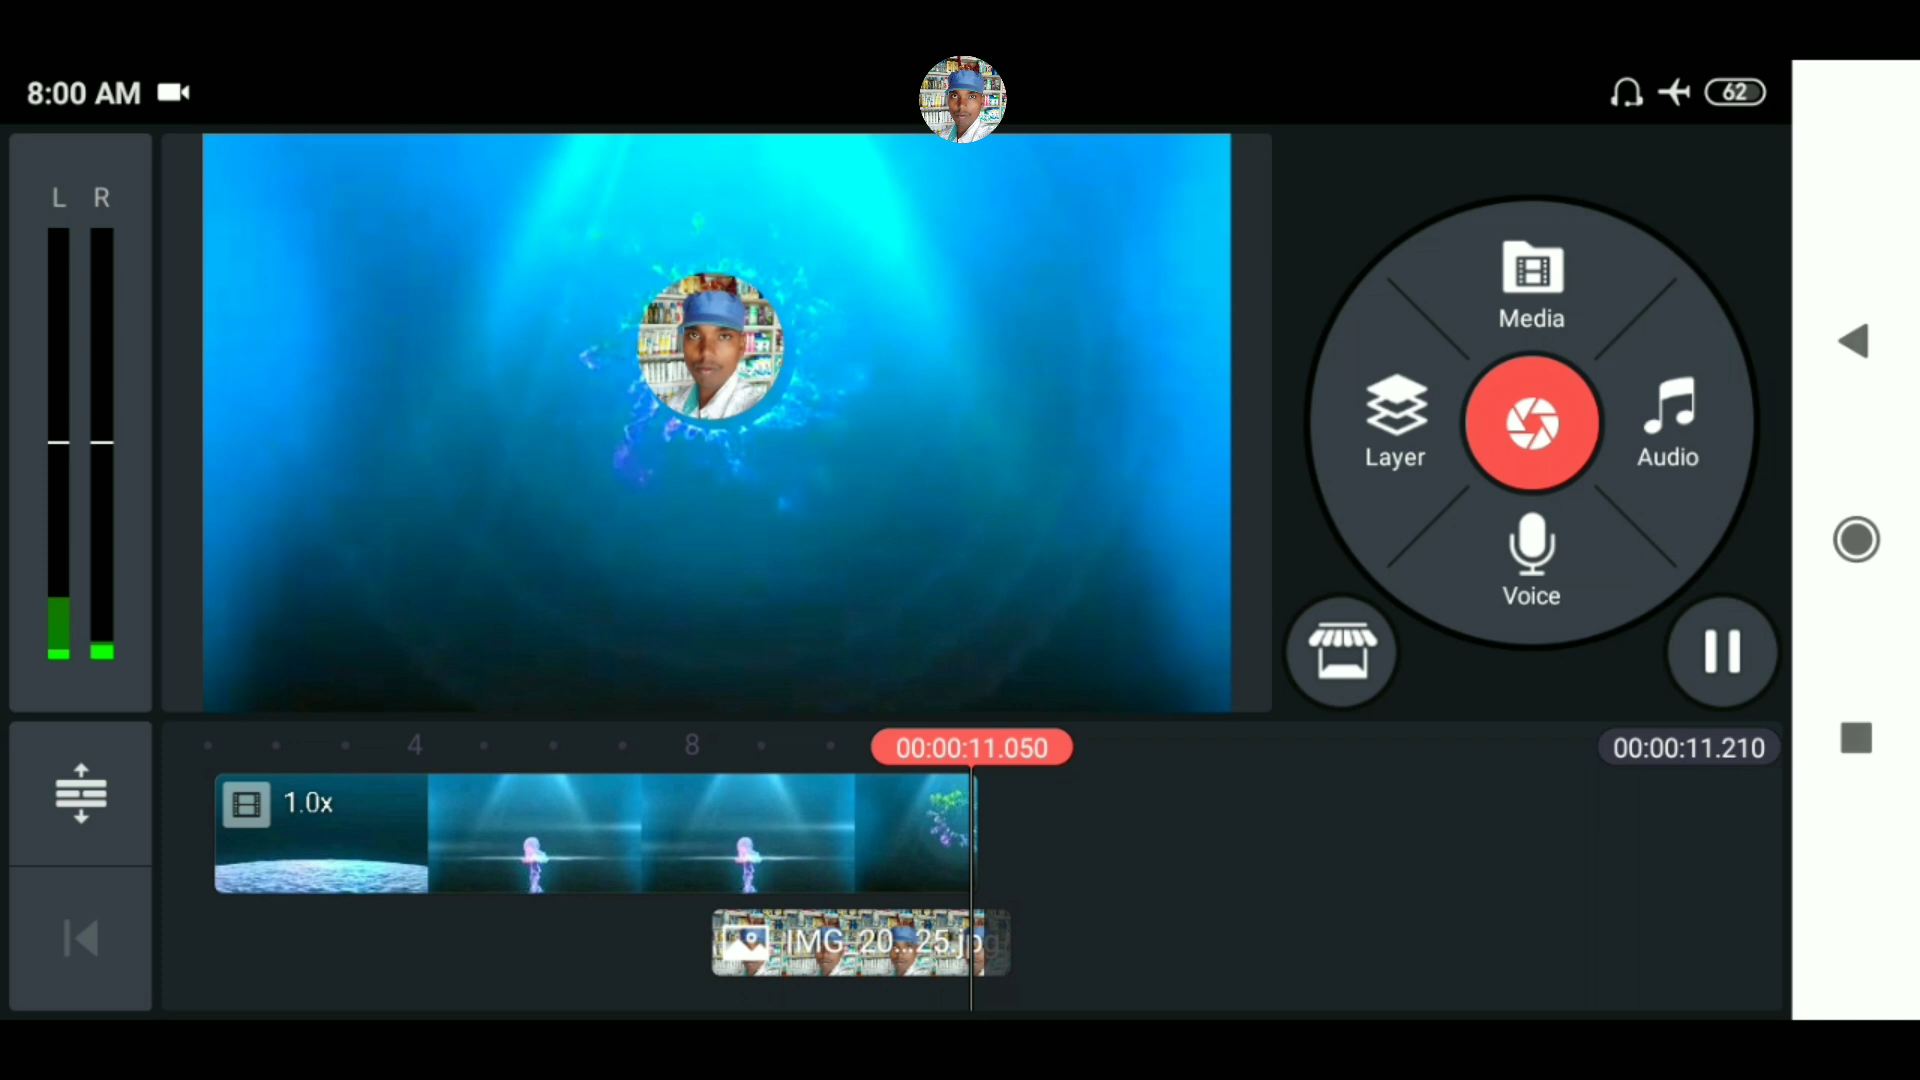 8:00 AM
62
L R
Media
Layer
Audio
Voice
4
8
00:00:11.050
00:00:11.210
1.0x
IMG_20...25.jpg